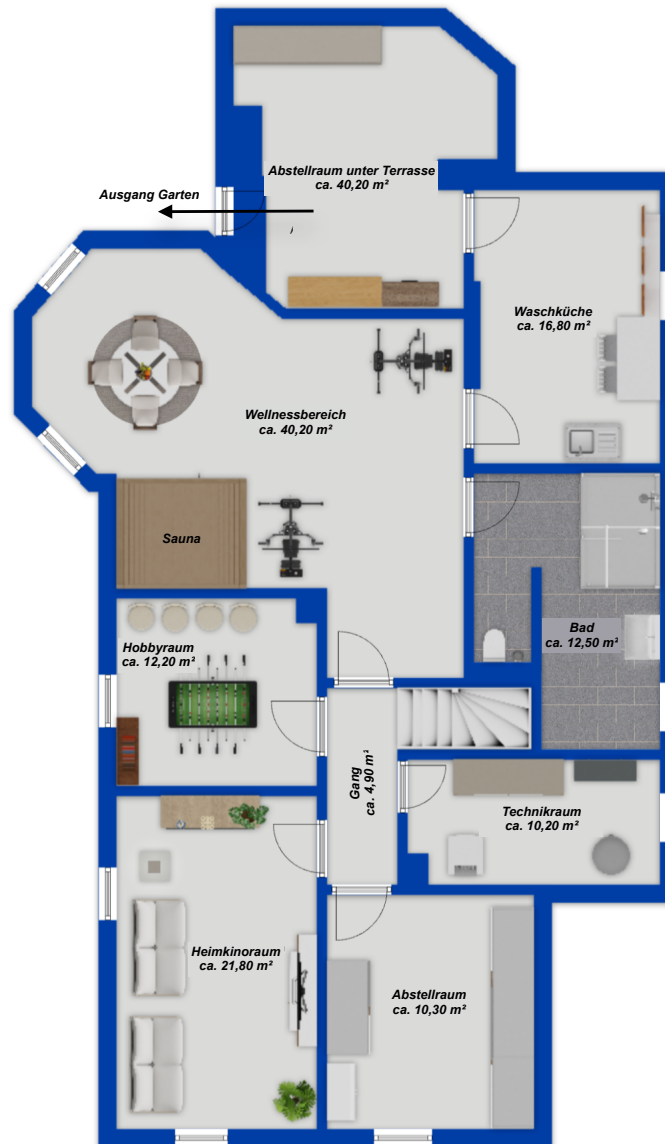 Abstellraum unter Terrasse
ca. 40,20 m²
Ausgang Garten
Waschküche
ca. 16,80 m²
Wellnessbereich
ca. 40,20 m²
Sauna
Bad
ca. 12,50 m²
Hobbyraum
ca. 12,20 m²
Gang
ca. 4,90 m²
Technikraum
ca. 10,20 m²
Heimkinoraum
ca. 21,80 m²
Abstellraum
ca. 10,30 m²